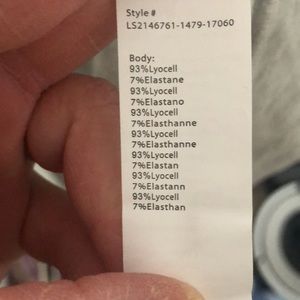 Style #
LS2146761-1479-17060
Body:
93%Lyocell
7%Elastane
93%Lyocell
7%Elastano
93%Lyocell
7%Elasthanne
93%Lyocell
7%Elasthanne
93%Lyocell
7%Elastan
93%Lyocell
7%Elastann
93%Lyocell
7%Elasthan